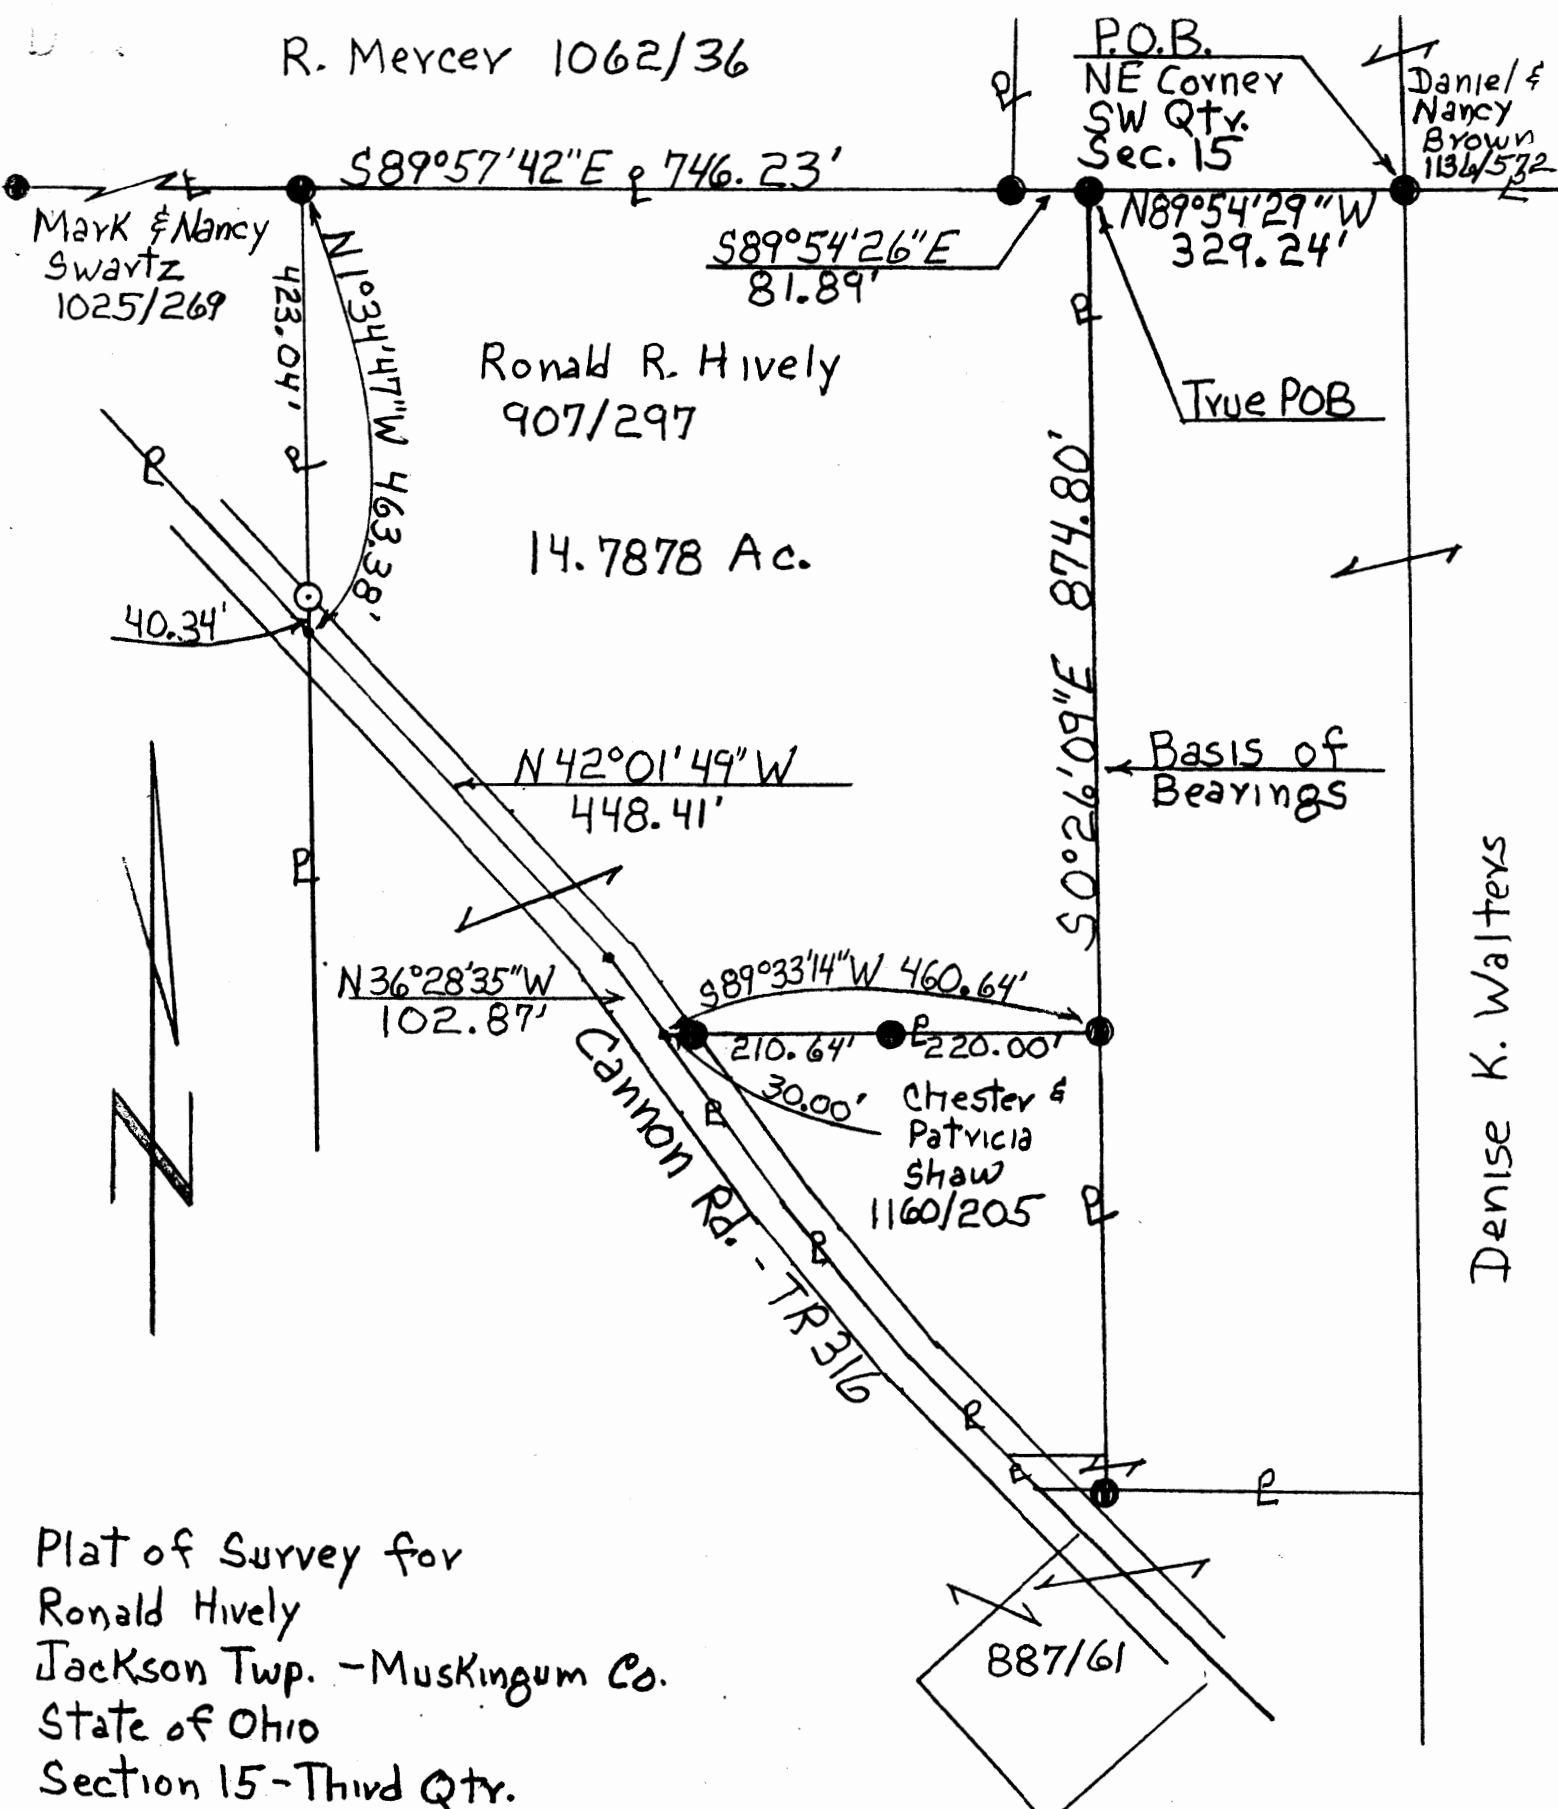 R. Mercer 1062/36
P.O.B.
NE Corner
SW Qtr.
Sec. 15
Daniel &
Nancy
Brown
1136/572
S89°57'42"E 746.23'
Mark & Nancy
Swartz
1025/269
S89°54'26"E
81.89'
N89°54'29"W
329.24'
423.04'
N1°34'47"W 463.38'
Ronald R. Hively
907/297
True POB
14.7878 Ac.
S0°26'09"E 874.80'
40.34'
N42°01'49"W
448.41'
Basis of
Bearings
N36°28'35"W
102.87'
S89°33'14"W 460.64'
210.64'
220.00'
30.00'
Chester &
Patricia
Shaw
1160/205
Cannon Rd. - TR316
Denise K. Walters
N
887/61
Plat of Survey for
Ronald Hively
Jackson Twp. - Muskingum Co.
State of Ohio
Section 15 - Third Qtr.